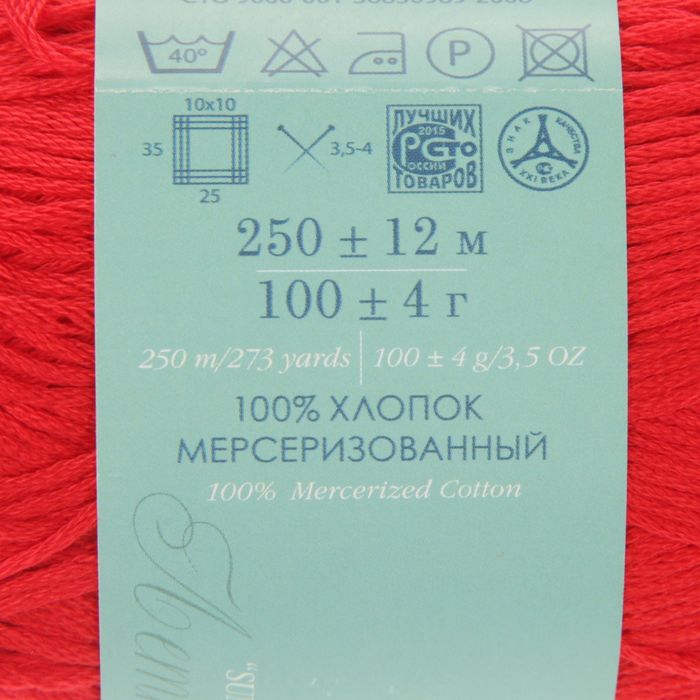 40°
P
10x10
35
25
3,5-4
ЛУЧШИХ
2015
СТО
РОССИИ
ТОВАРОВ
ЗНАК КАЧЕСТВА
XXI ВЕКА
250 ± 12 м
100 ± 4 г
250 m/273 yards | 100 ± 4 g/3,5 OZ
100% ХЛОПОК
МЕРСЕРИЗОВАННЫЙ
100% Mercerized Cotton